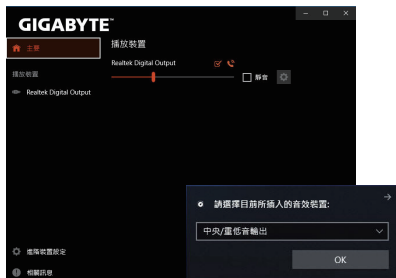 GIGABYTE™
主要
播放裝置
Realtek Digital Output
播放裝置
Realtek Digital Output
靜音
請選擇目前所插入的音效裝置:
中央/重低音輸出
OK
進階裝置設定
相關訊息